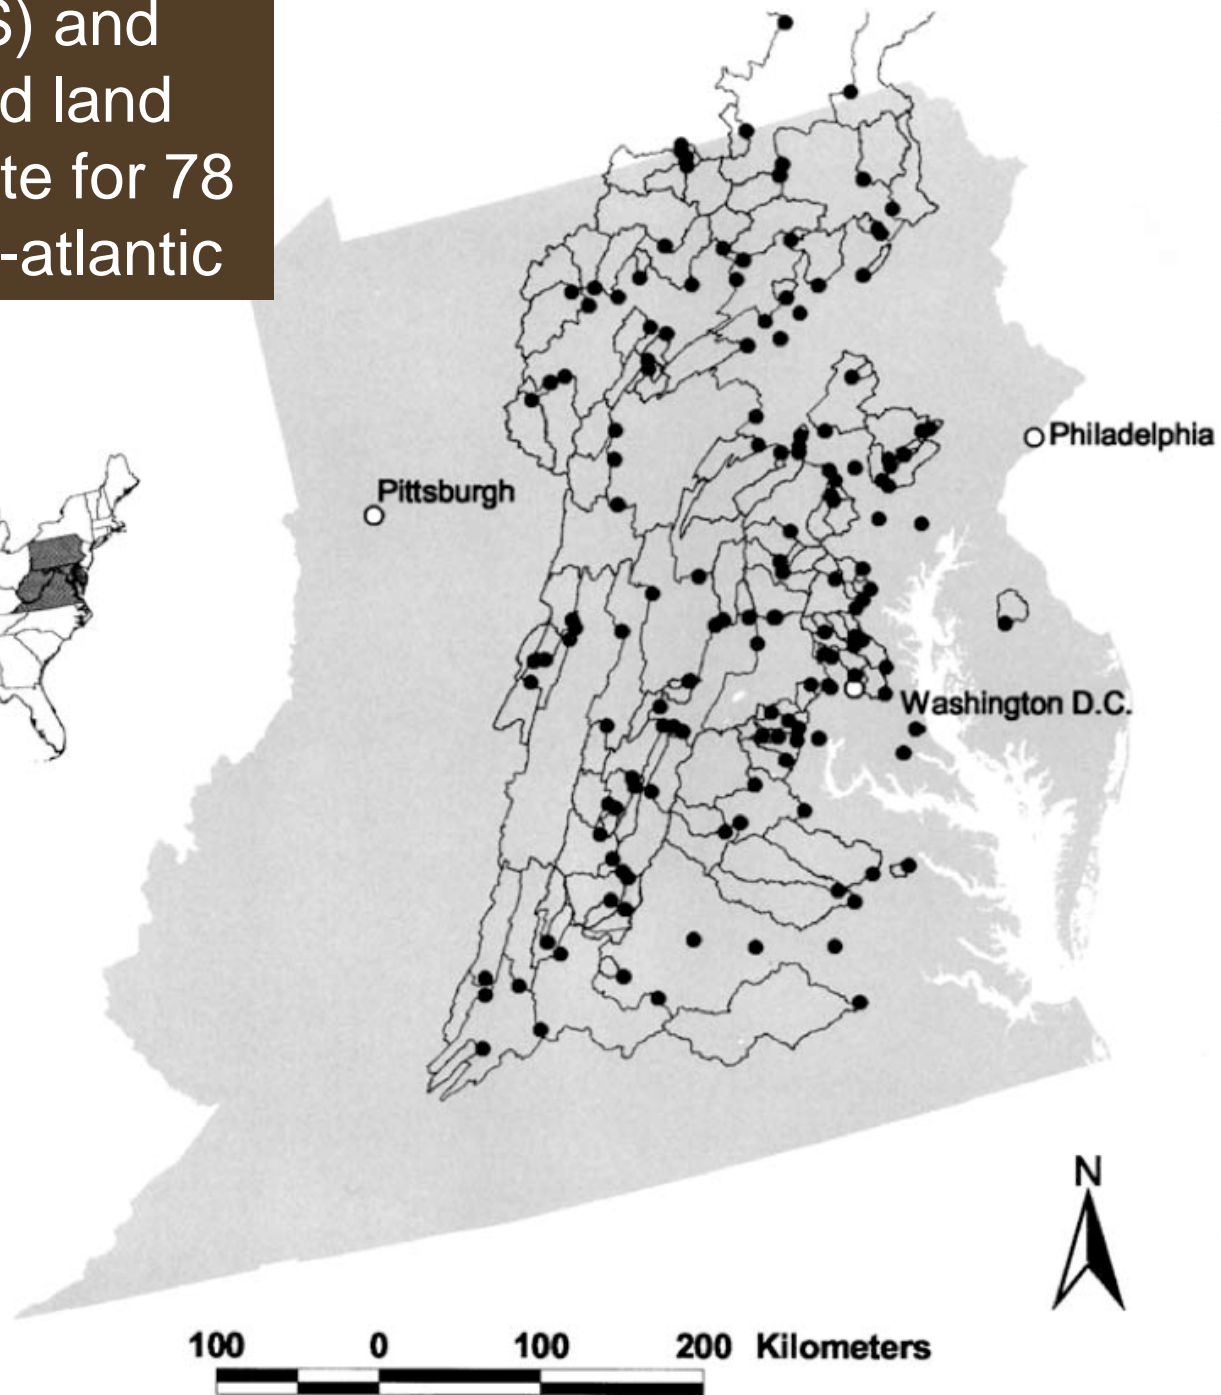 S) and
d land
te for 78
-atlantic
Philadelphia
Pittsburgh
Washington D.C.
N
100 0 100 200 Kilometers